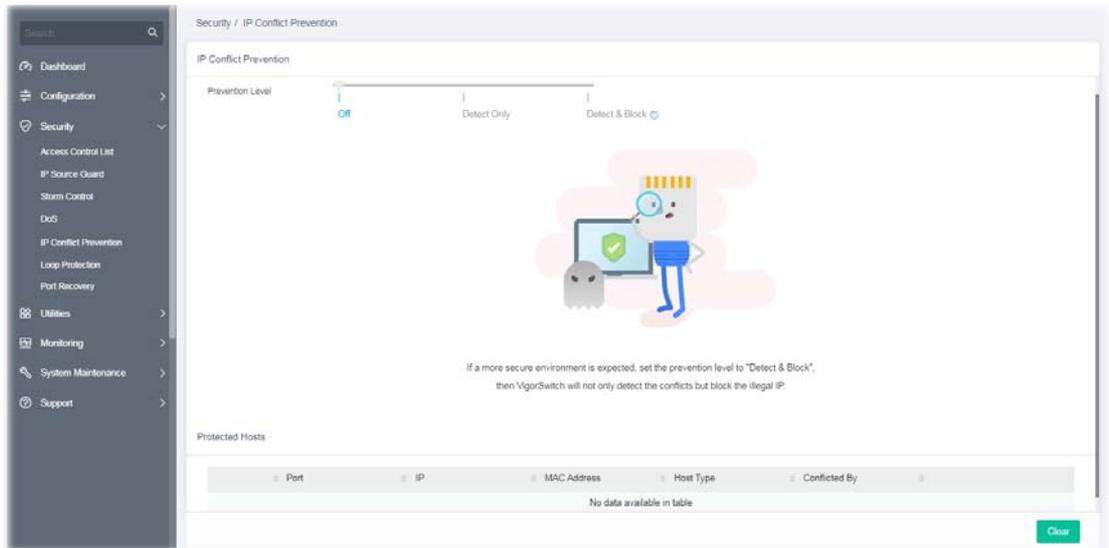 Search
Dashboard
Configuration
Security
Access Control List
IP Source Guard
Storm Control
DoS
IP Conflict Prevention
Loop Protection
Port Recovery
Utilities
Monitoring
System Maintenance
Support
Security / IP Conflict Prevention
IP Conflict Prevention
Prevention Level
Off
Detect Only
Detect & Block
If a more secure environment is expected, set the prevention level to "Detect & Block",
then VigorSwitch will not only detect the conflicts but block the illegal IP.
Protected Hosts
Port IP MAC Address Host Type Conflicted By
No data available in table
Clear